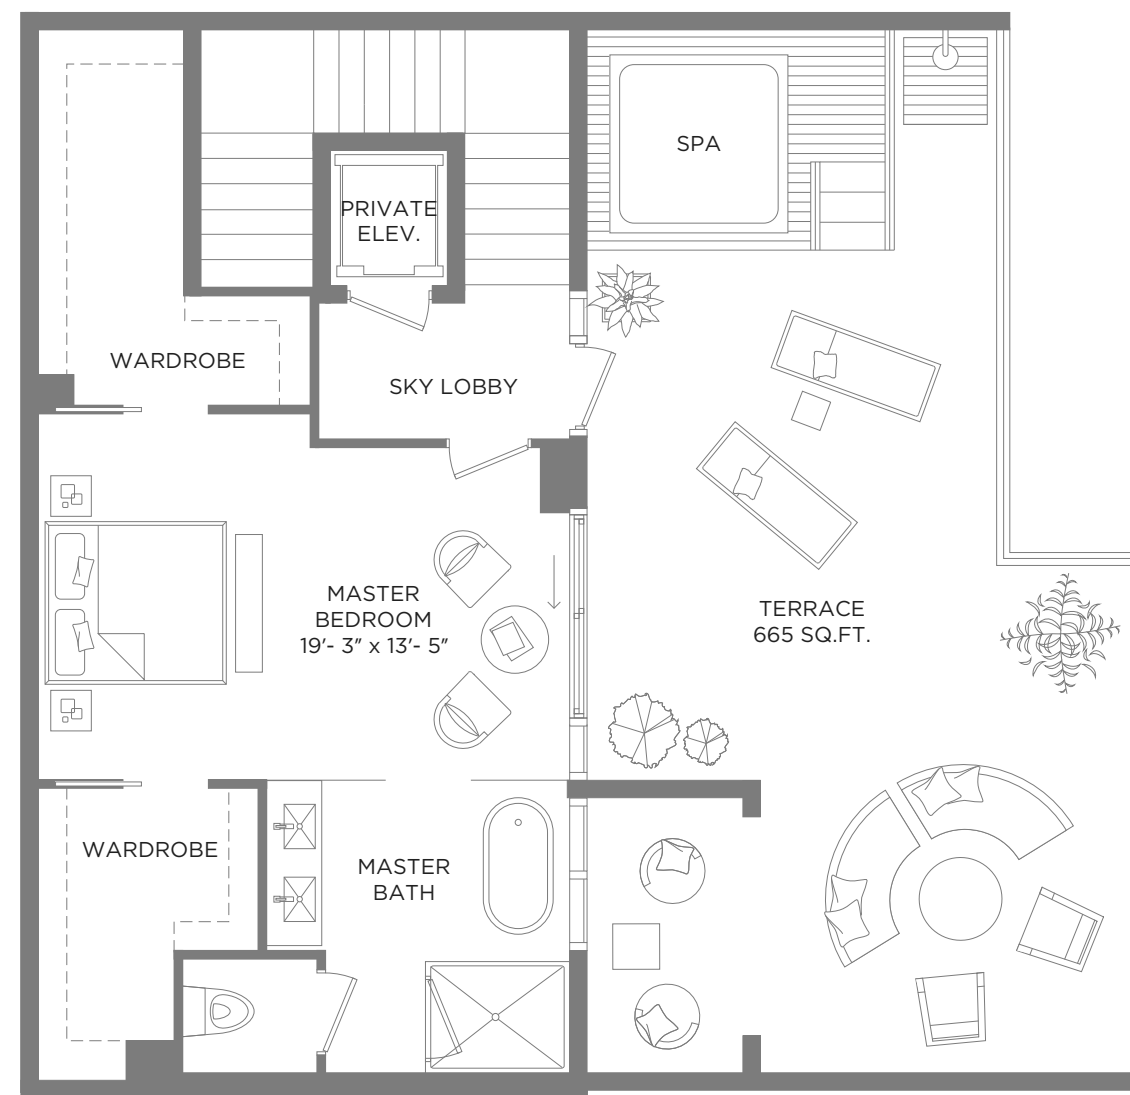 SPA
PRIVATE
ELEV.
WARDROBE
SKY LOBBY
MASTER
BEDROOM
19'- 3" x 13'- 5"
TERRACE
665 SQ.FT.
WARDROBE
MASTER
BATH